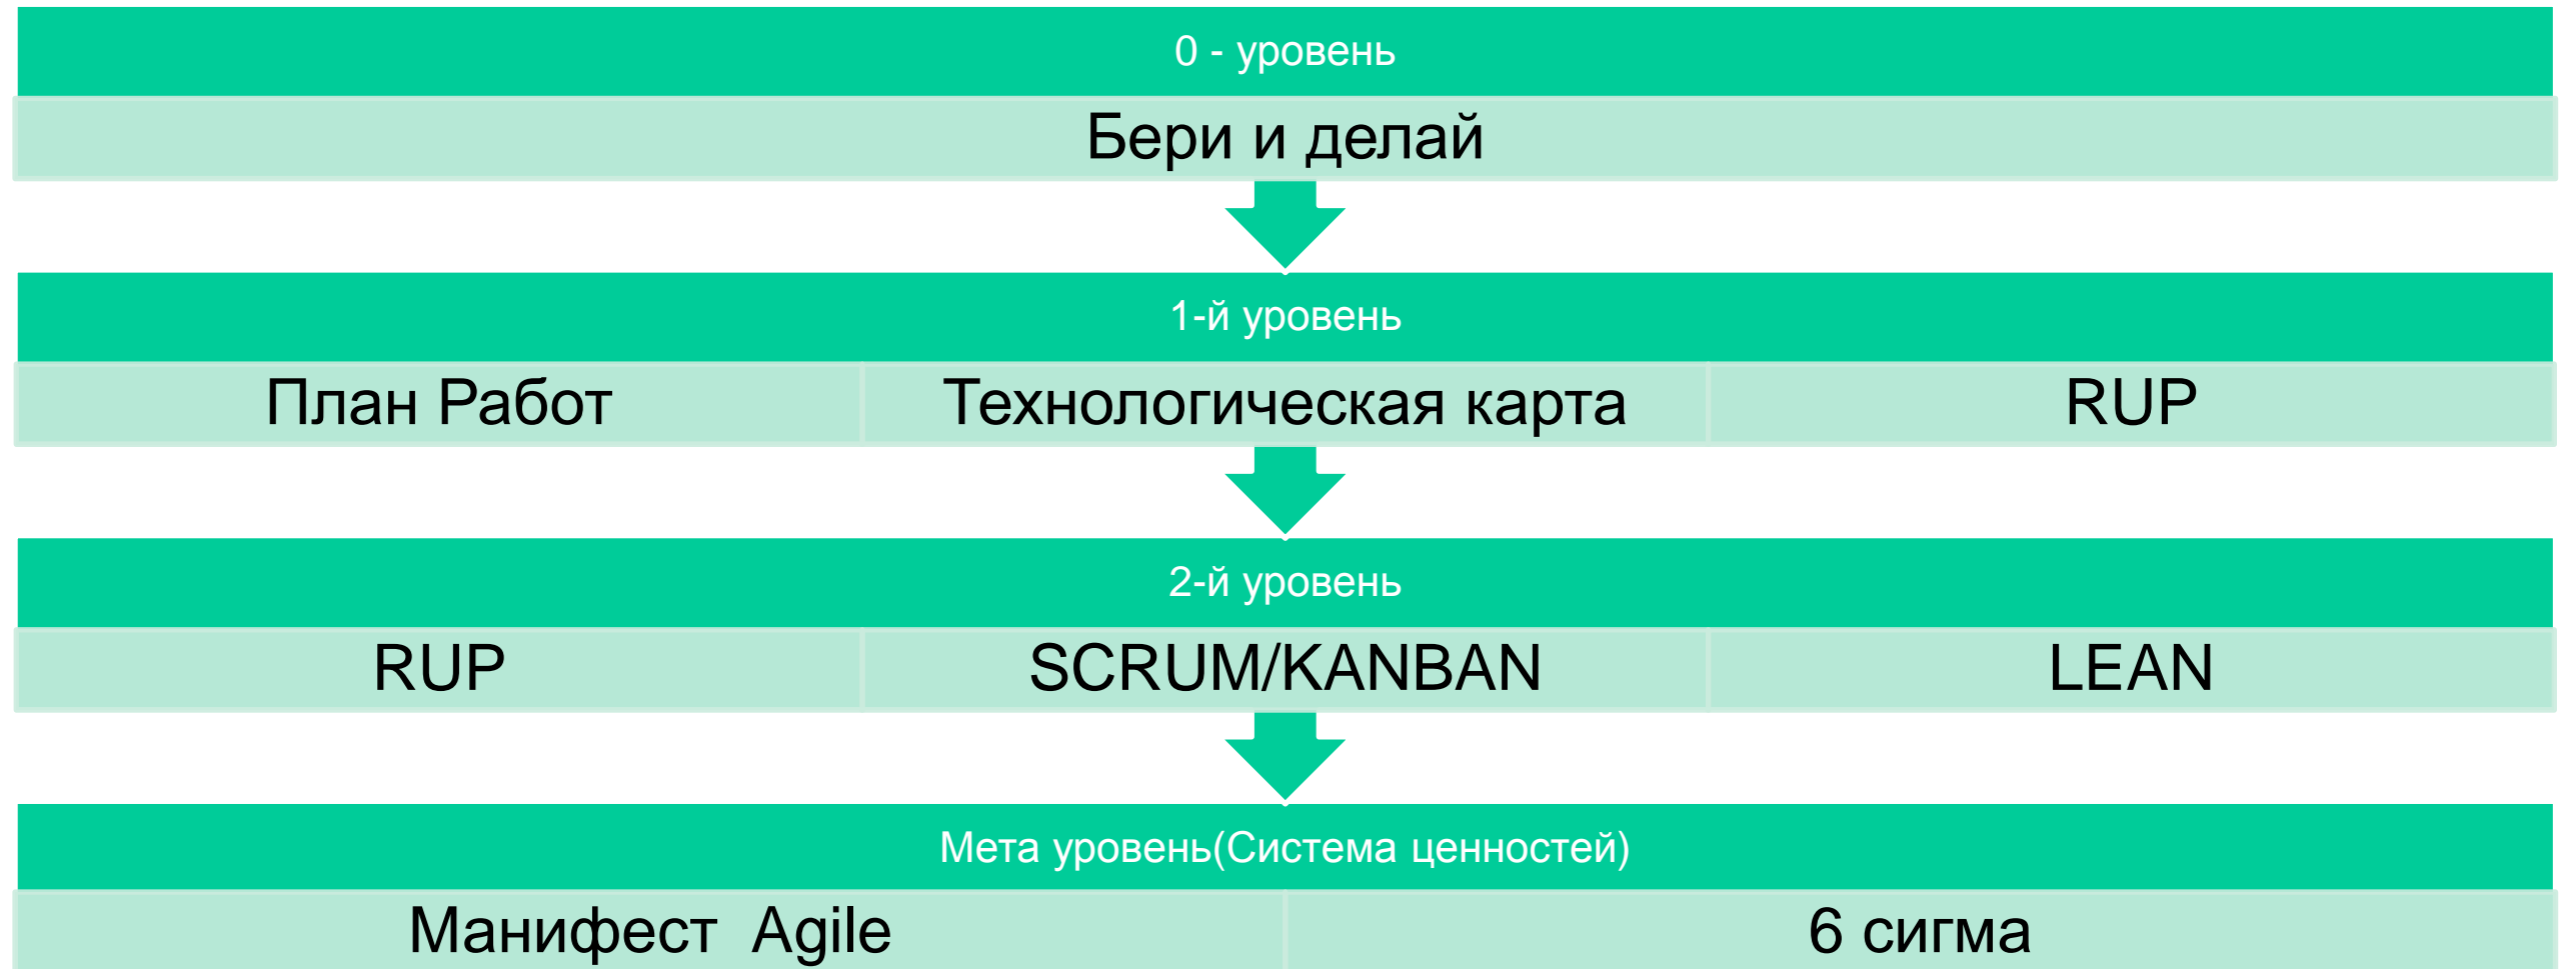 0 - уровень
Бери и делай
1-й уровень
План Работ Технологическая карта RUP
2-й уровень
RUP SCRUM/KANBAN LEAN
Мета уровень(Система ценностей)
Манифест  Agile 6 сигма